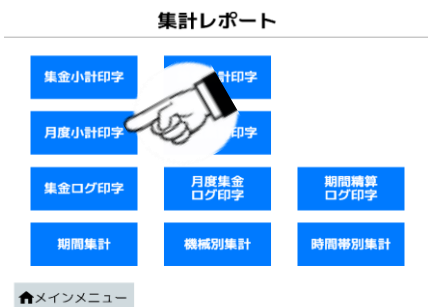 集計レポート
集金小計印字
計印字
月度小計印字
印字
集金ログ印字
月度集金
ログ印字
期間精算
ログ印字
期間集計
機械別集計
時間帯別集計
メインメニュー